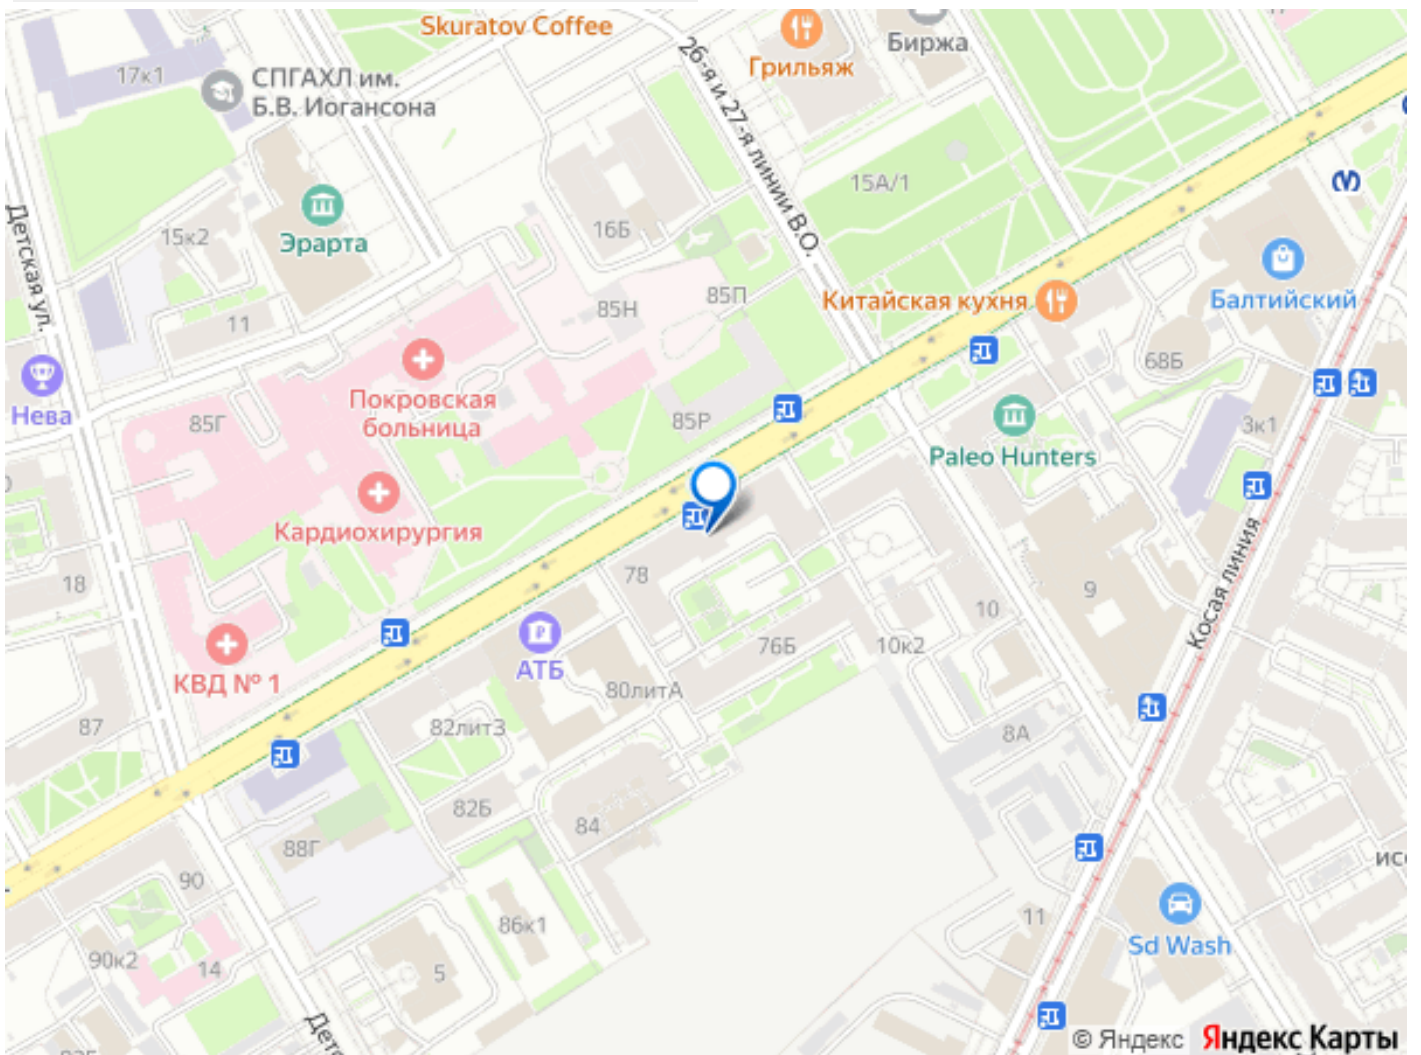 Skuratov Coffee
17к1
СПГАХЛ им.
Б.В. Иогансона
26-я и 27-я линии В.О.
Грильяж
Биржа
15А/1
Детская ул.
15к2
Эрарта
16Б
11
85Н
85П
Китайская кухня
Балтийский
68Б
Нева
85Г
Покровская
больница
85Р
3к1
Paleo Hunters
Кардиохирургия
Косая линия
18
78
9
10
КВД № 1
АТБ
76Б
10к2
80литА
87
82лит3
8А
82Б
84
88Г
90
86к1
11
Sd Wash
90к2
14
5
© Яндекс Яндекс Карты